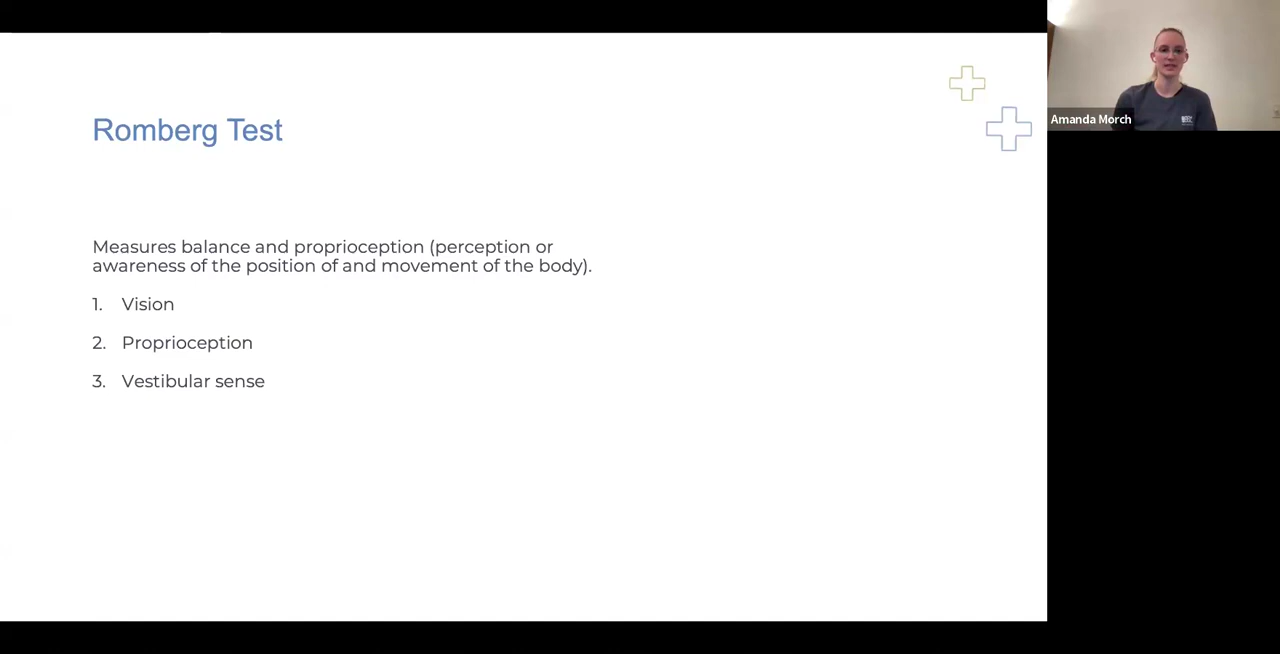 Romberg Test
Measures balance and proprioception (perception or
awareness of the position of and movement of the body).
1. Vision
2. Proprioception
3. Vestibular sense
Amanda Morch